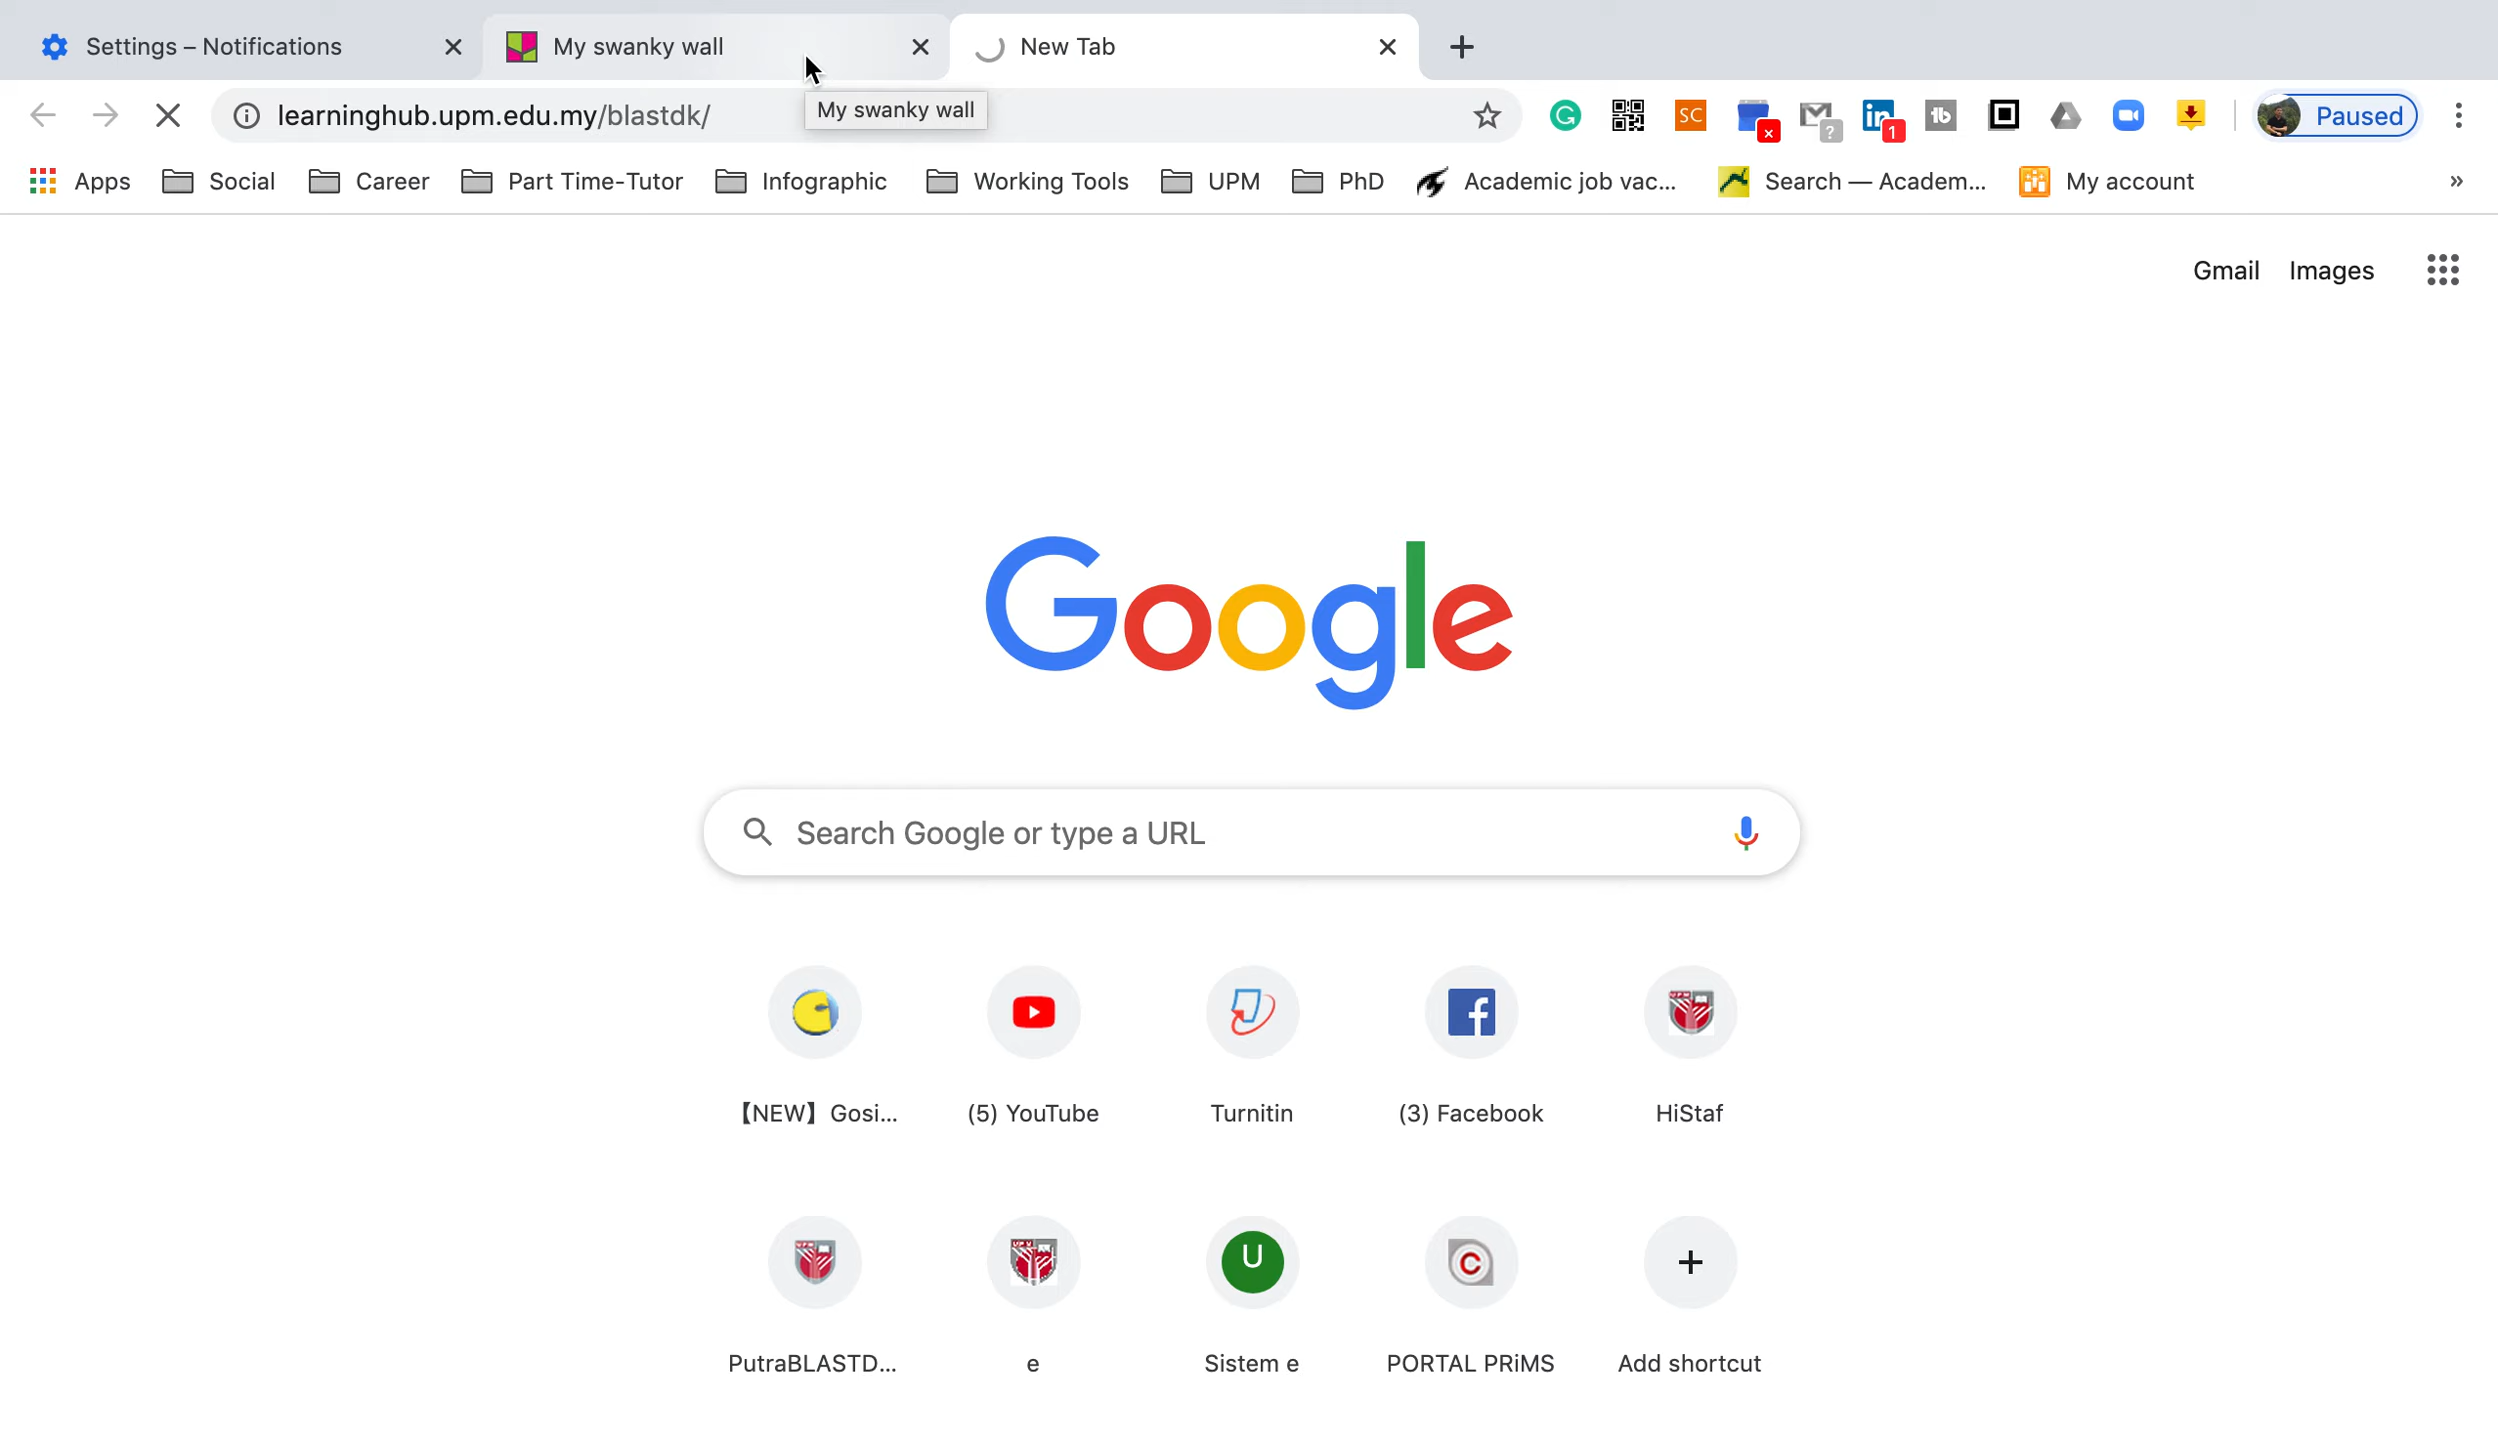 Settings – Notifications
My swanky wall
New Tab
learninghub.upm.edu.my/blastdk/
My swanky wall
SC
x
?
in
1
tb
Paused
Apps
Social
Career
Part Time-Tutor
Infographic
Working Tools
UPM
PhD
Academic job vac...
Search — Academ...
My account
»
Gmail
Images
Google
Search Google or type a URL
【NEW】Gosi...
(5) YouTube
Turnitin
(3) Facebook
HiStaf
U
PutraBLASTD...
e
Sistem e
PORTAL PRiMS
Add shortcut